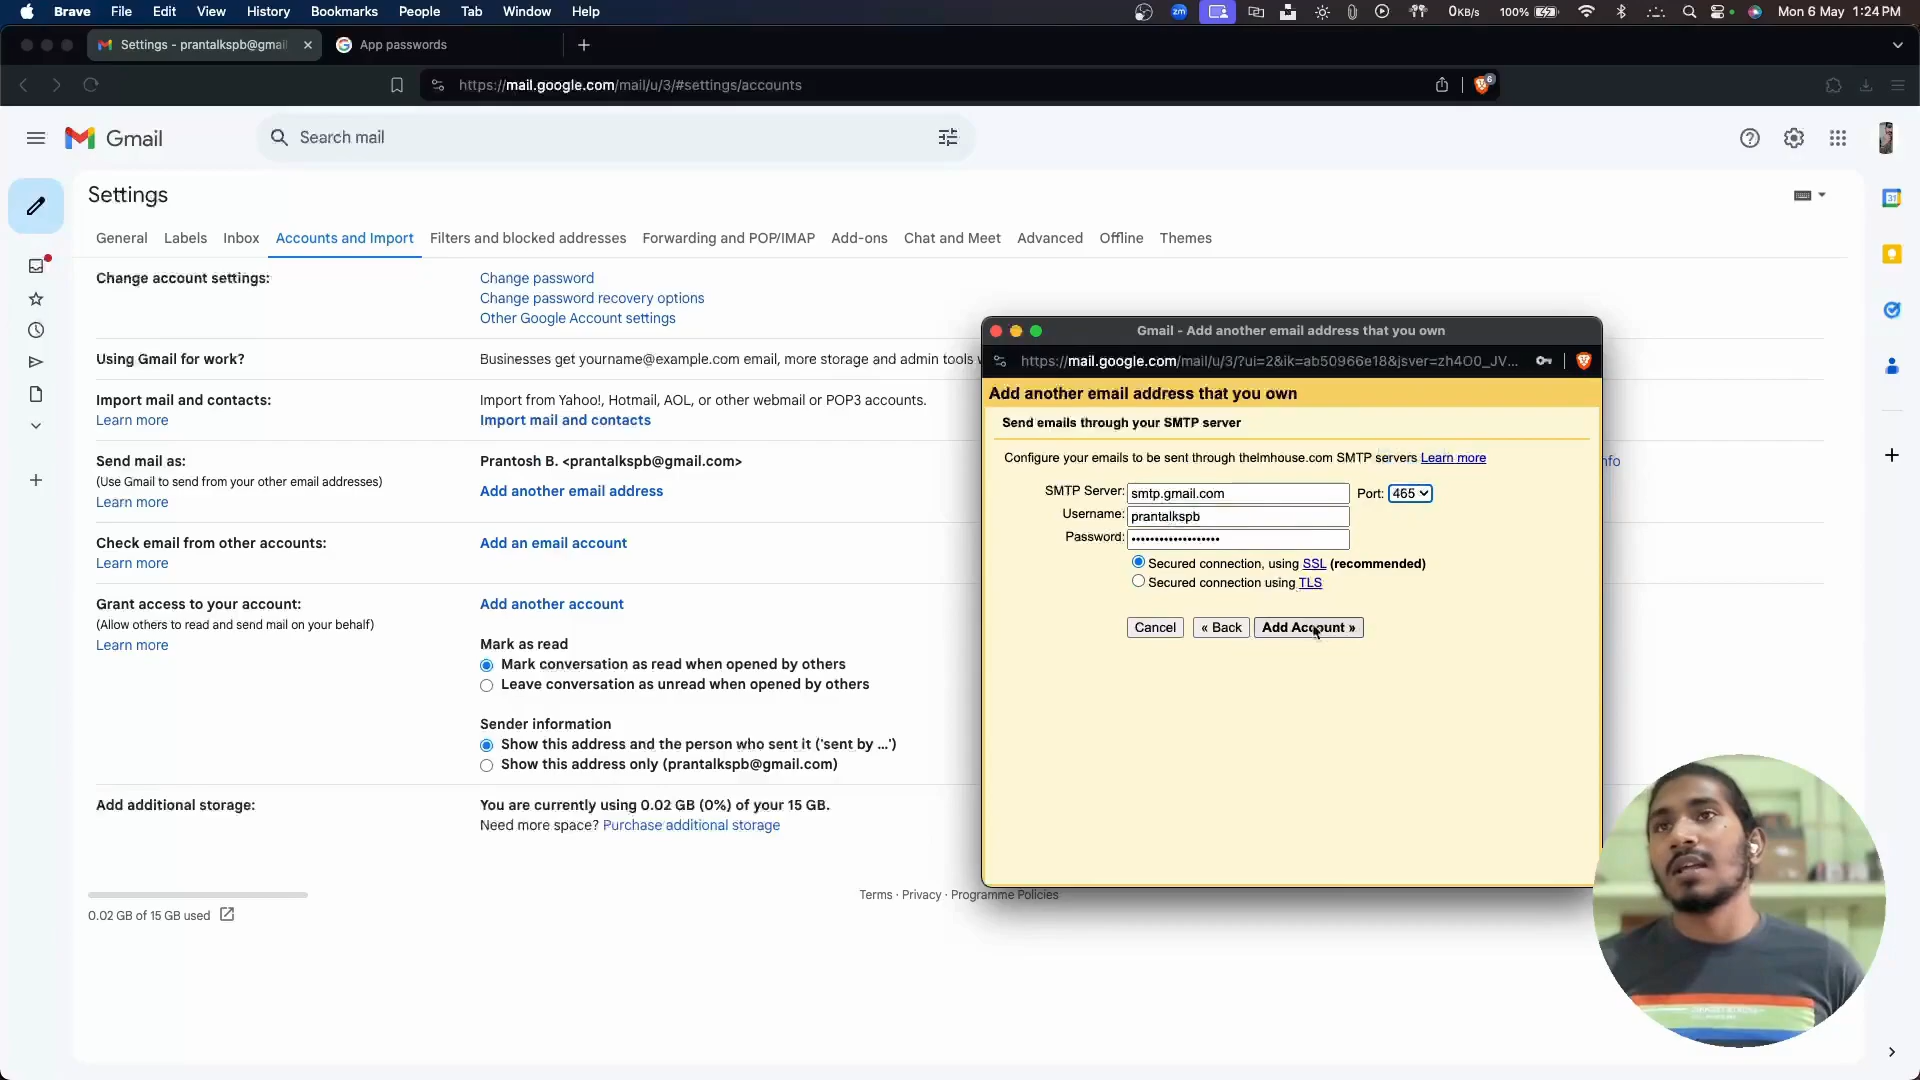 Brave File Edit View History Bookmarks People Tab Window Help
zm 0KB/s 100% Mon 6 May 1:24 PM
Settings - prantalkspb@gmail
App passwords
https://mail.google.com/mail/u/3/#settings/accounts
6
Gmail
Search mail
Settings
General Labels Inbox Accounts and Import Filters and blocked addresses Forwarding and POP/IMAP Add-ons Chat and Meet Advanced Offline Themes
Change account settings:
Change password
Change password recovery options
Other Google Account settings
Using Gmail for work?
Businesses get yourname@example.com email, more storage and admin tools
Import mail and contacts:
Learn more
Import from Yahoo!, Hotmail, AOL, or other webmail or POP3 accounts.
Import mail and contacts
Send mail as:
(Use Gmail to send from your other email addresses)
Learn more
Prantosh B. <prantalkspb@gmail.com>
Add another email address
Check email from other accounts:
Learn more
Add an email account
Grant access to your account:
(Allow others to read and send mail on your behalf)
Learn more
Add another account
Mark as read
Mark conversation as read when opened by others
Leave conversation as unread when opened by others
Sender information
Show this address and the person who sent it ('sent by ...')
Show this address only (prantalkspb@gmail.com)
Add additional storage:
You are currently using 0.02 GB (0%) of your 15 GB.
Need more space? Purchase additional storage
0.02 GB of 15 GB used
Terms · Privacy · Programme Policies
Gmail - Add another email address that you own
https://mail.google.com/mail/u/3/?ui=2&ik=ab50966e18&jsver=zh4O0_JV...
Add another email address that you own
Send emails through your SMTP server
Configure your emails to be sent through thelmhouse.com SMTP servers Learn more
SMTP Server: smtp.gmail.com Port: 465
Username: prantalkspb
Password: ••••••••••••••••••
Secured connection, using SSL (recommended)
Secured connection using TLS
Cancel « Back Add Account »
31